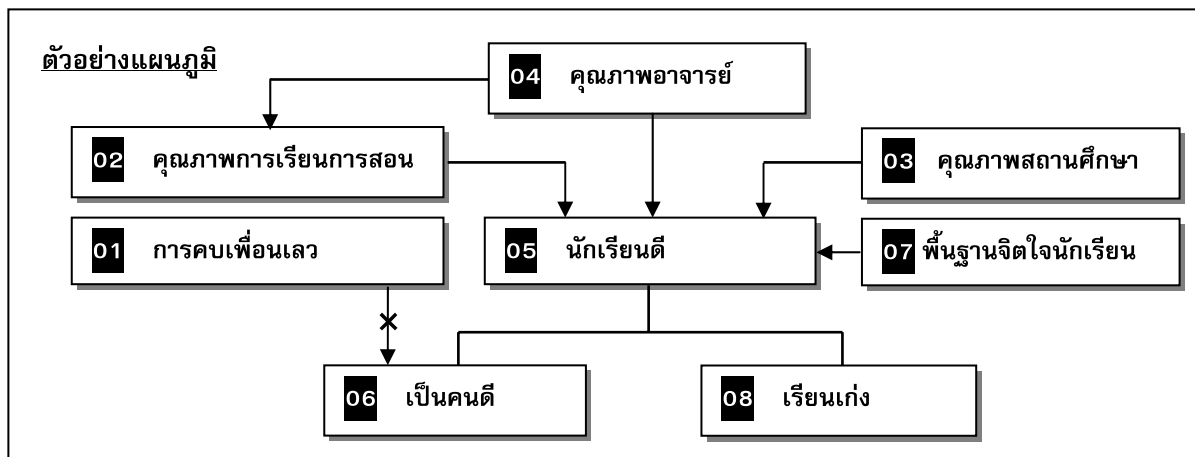 ตัวอย่างแผนภูมิ
04 คุณภาพอาจารย์
02 คุณภาพการเรียนการสอน
03 คุณภาพสถานศึกษา
01 การคบเพื่อนเลว
05 นักเรียนดี
07 พื้นฐานจิตใจนักเรียน
06 เป็นคนดี
08 เรียนเก่ง